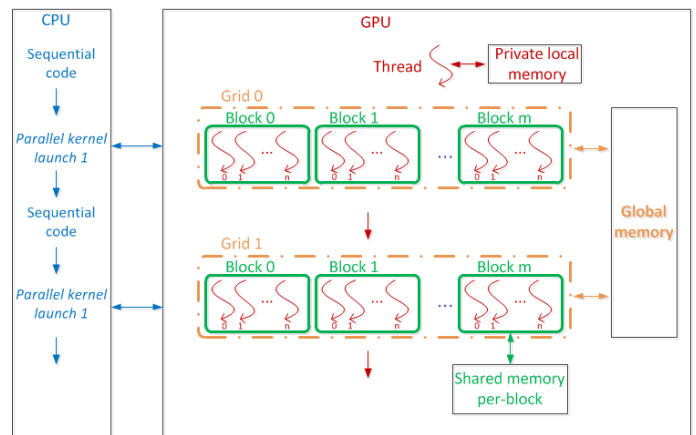 CPU
Sequential
code
Parallel kernel
launch 1
Sequential
code
Parallel kernel
launch 1
GPU
Thread
Private local
memory
Grid 0
Block 0
Block 1
Block m
...
...
...
...
0 1 n
0 1 n
0 1 n
Grid 1
Block 0
Block 1
Block m
...
...
...
...
0 1 n
0 1 n
0 1 n
Global
memory
Shared memory
per-block